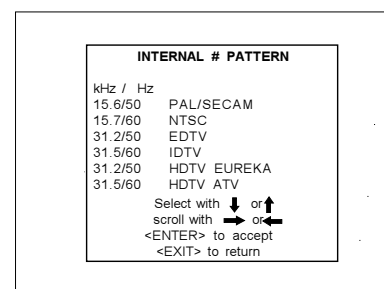 INTERNAL # PATTERN
kHz / Hz
15.6/50 PAL/SECAM
15.7/60 NTSC
31.2/50 EDTV
31.5/60 IDTV
31.2/50 HDTV EUREKA
31.5/60 HDTV ATV
Select with ⬇ or ⬆
scroll with ➡ or ⬅
<ENTER> to accept
<EXIT> to return